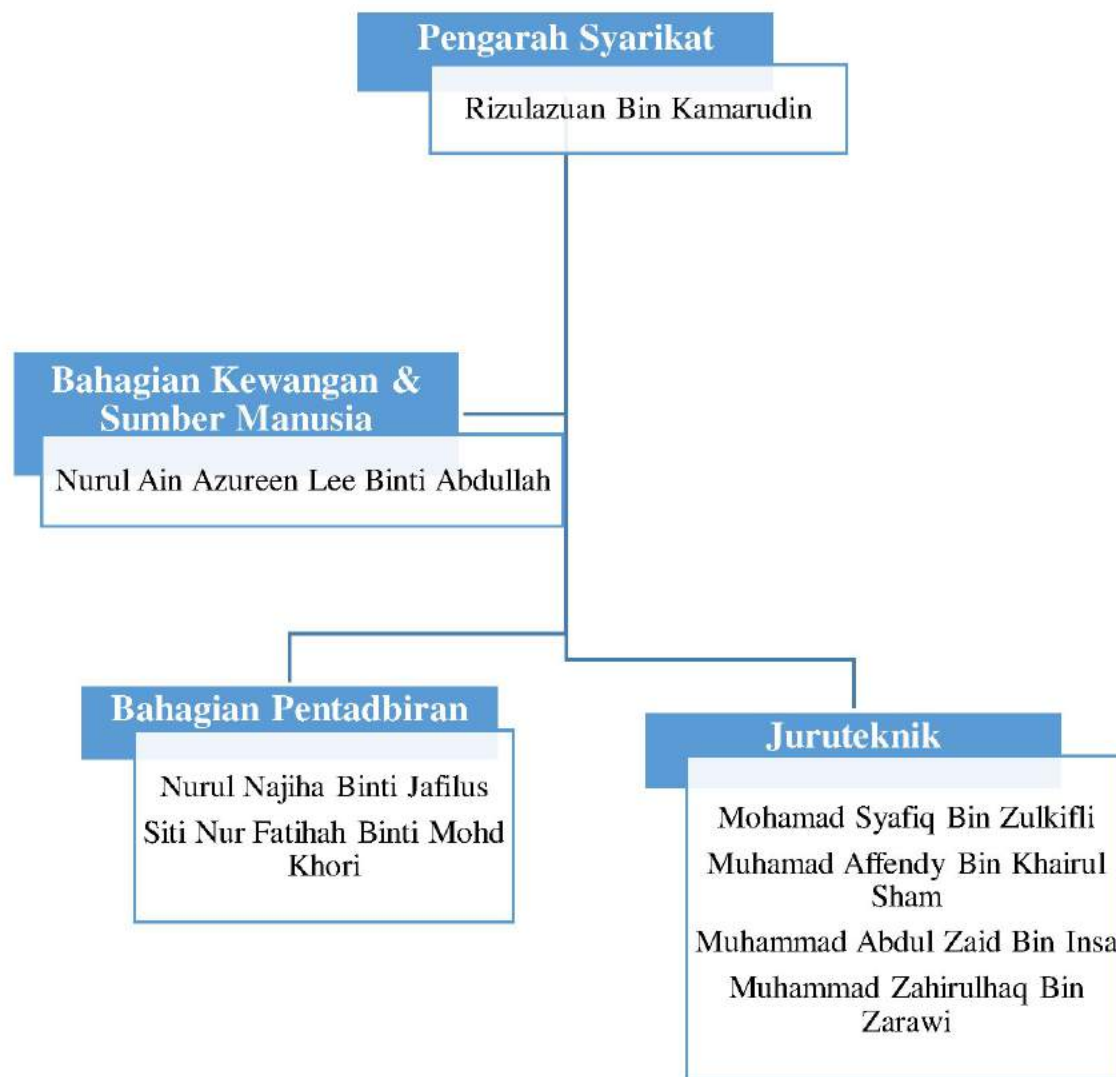 Pengarah Syarikat
Rizulazuan Bin Kamarudin
Bahagian Kewangan &
Sumber Manusia
Nurul Ain Azureen Lee Binti Abdullah
Bahagian Pentadbiran
Nurul Najiha Binti Jafilus
Siti Nur Fatihah Binti Mohd
Khori
Juruteknik
Mohamad Syafiq Bin Zulkifli
Muhamad Affendy Bin Khairul
Sham
Muhammad Abdul Zaid Bin Insa
Muhammad Zahirulhaq Bin
Zarawi